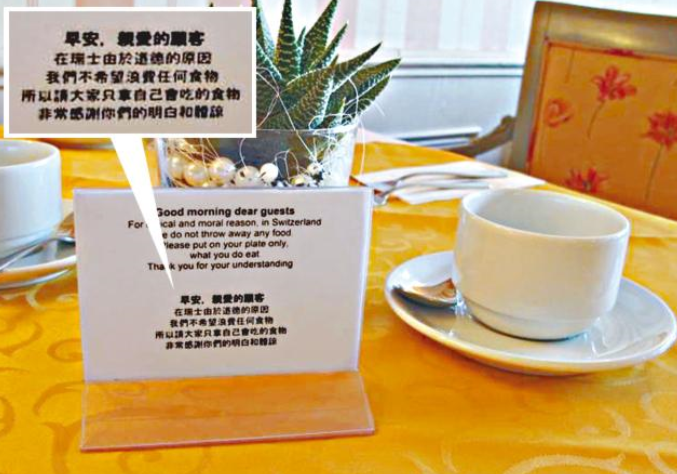 早安，親愛的顧客
在瑞士由於道德的原因
我們不希望浪費任何食物
所以請大家只拿自己會吃的食物
非常感謝你們的明白和體諒
Good morning dear guests
For ical and moral reason, in Switzerland
e do not throw away any food
lease put on your plate only,
what you do eat
Thank you for your understanding
早安，親愛的顧客
在瑞士由於道德的原因
我們不希望浪費任何食物
所以請大家只拿自己會吃的食物
非常感謝你們的明白和體諒